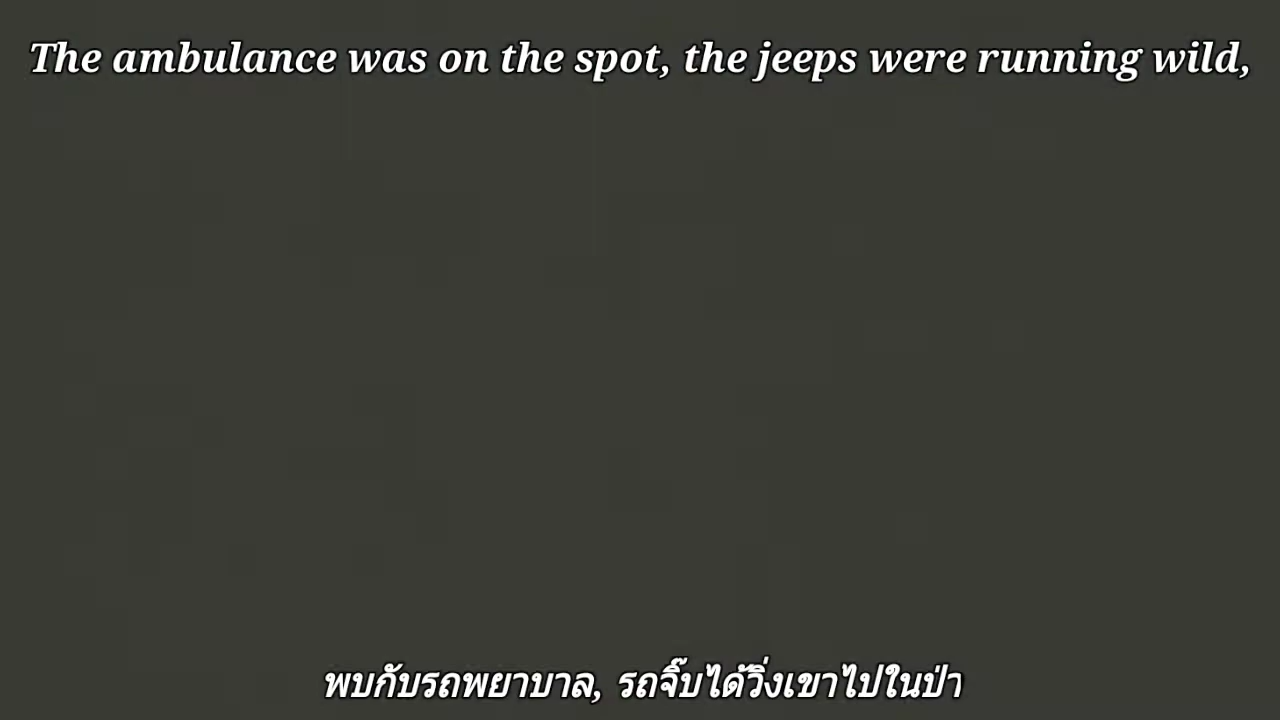 The ambulance was on the spot, the jeeps were running wild,
พบกับรถพยาบาล, รถจิ๊บได้วิ่งเขาไปในป่า